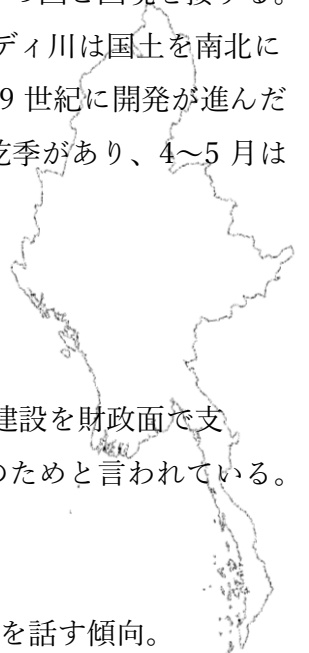 の国と国境を接する。
ディ川は国土を南北に
9 世紀に開発が進んだ
乾季があり、4〜5 月は
建設を財政面で支
のためと言われている。
を話す傾向。